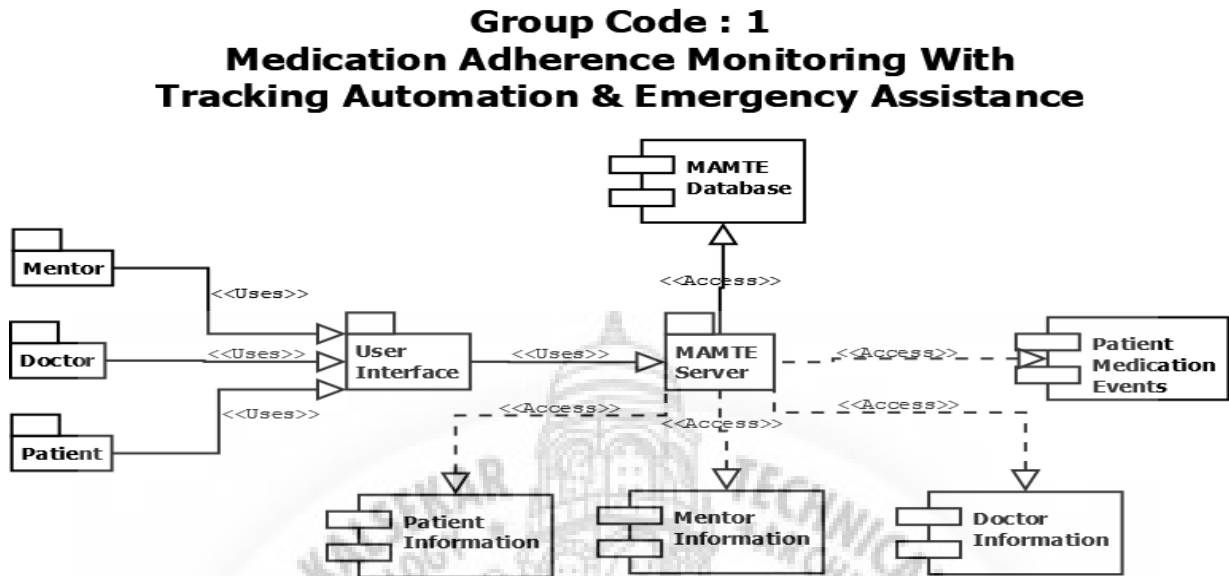 Group Code : 1
Medication Adherence Monitoring With
Tracking Automation & Emergency Assistance
MAMTE
Database
<<Access>>
Mentor
<<Uses>>
Doctor
<<Uses>>
Patient
<<Uses>>
User
Interface
<<Uses>>
MAMTE
Server
<<Access>>
Patient
Medication
Events
<<Access>>
<<Access>>
<<Access>>
Patient
Information
Mentor
Information
Doctor
Information
TECHNIC